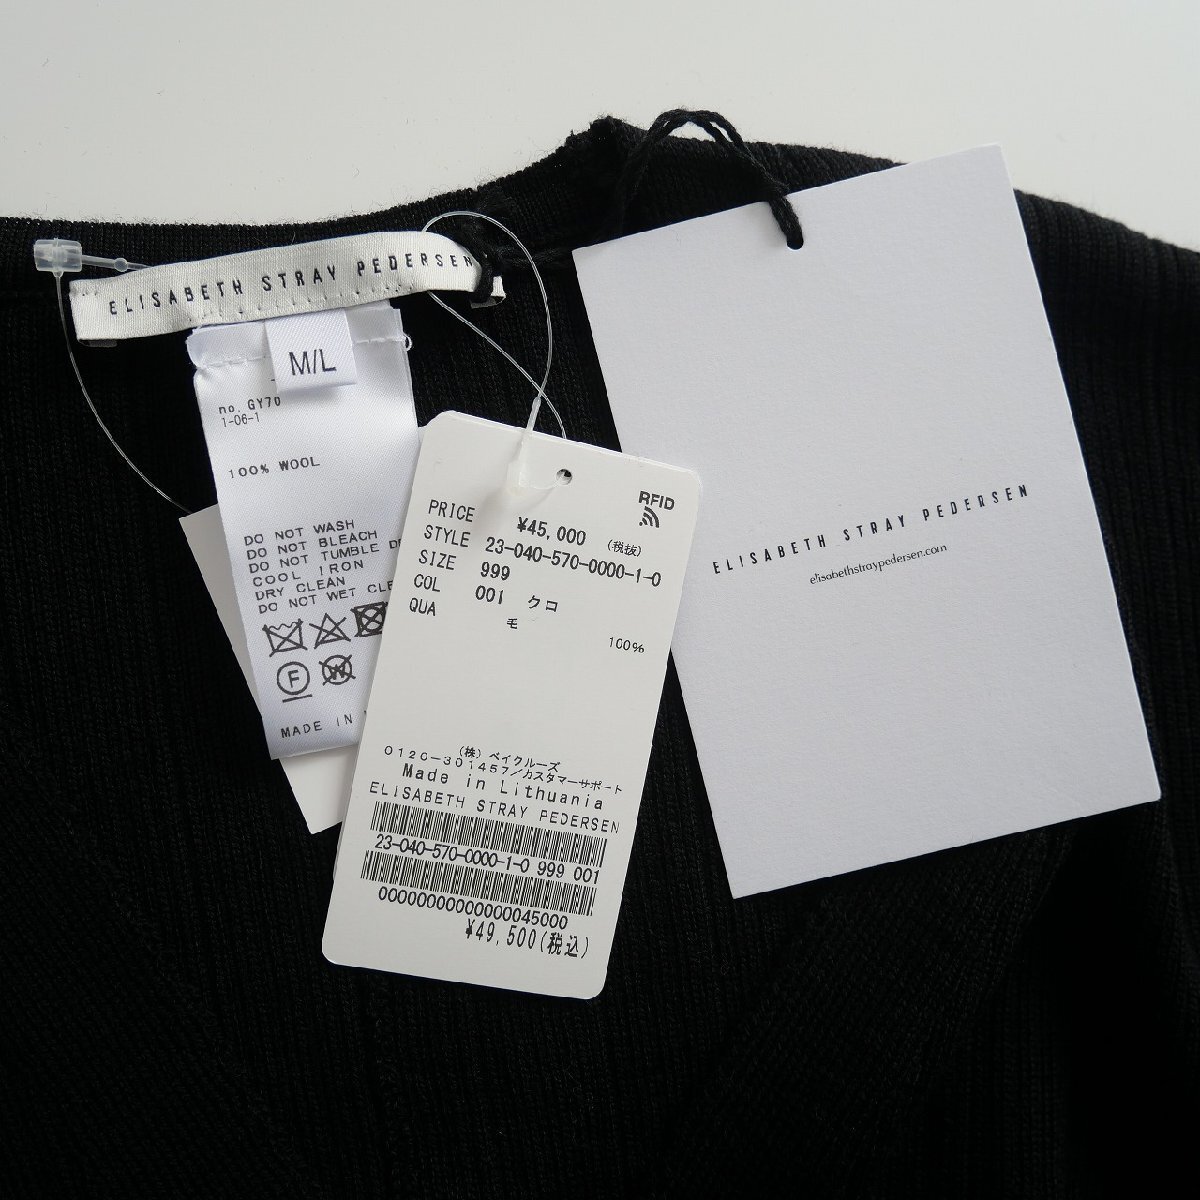 ELISABETH STRAY PEDERSEN
M/L
no. GY70
1-06-1
100% WOOL
DO NOT WASH
DO NOT BLEACH
DO NOT TUMBLE
COOL IRON
DRY CLEAN
DO NOT WET CLE
F
W
MADE IN
RFID
PRICE ¥45,000 (税抜)
STYLE 23-040-570-0000-1-0
SIZE 999
COL 001 クロ
QUA 毛 100%
(株) ベイクルーズ
0120-301457/カスタマーサポート
Made in Lithuania
ELISABETH STRAY PEDERSEN
23-040-570-0000-1-0 999 001
0000000000000045000
¥49,500(税込)
ELISABETH STRAY PEDERSEN
elisabethstraypedersen.com